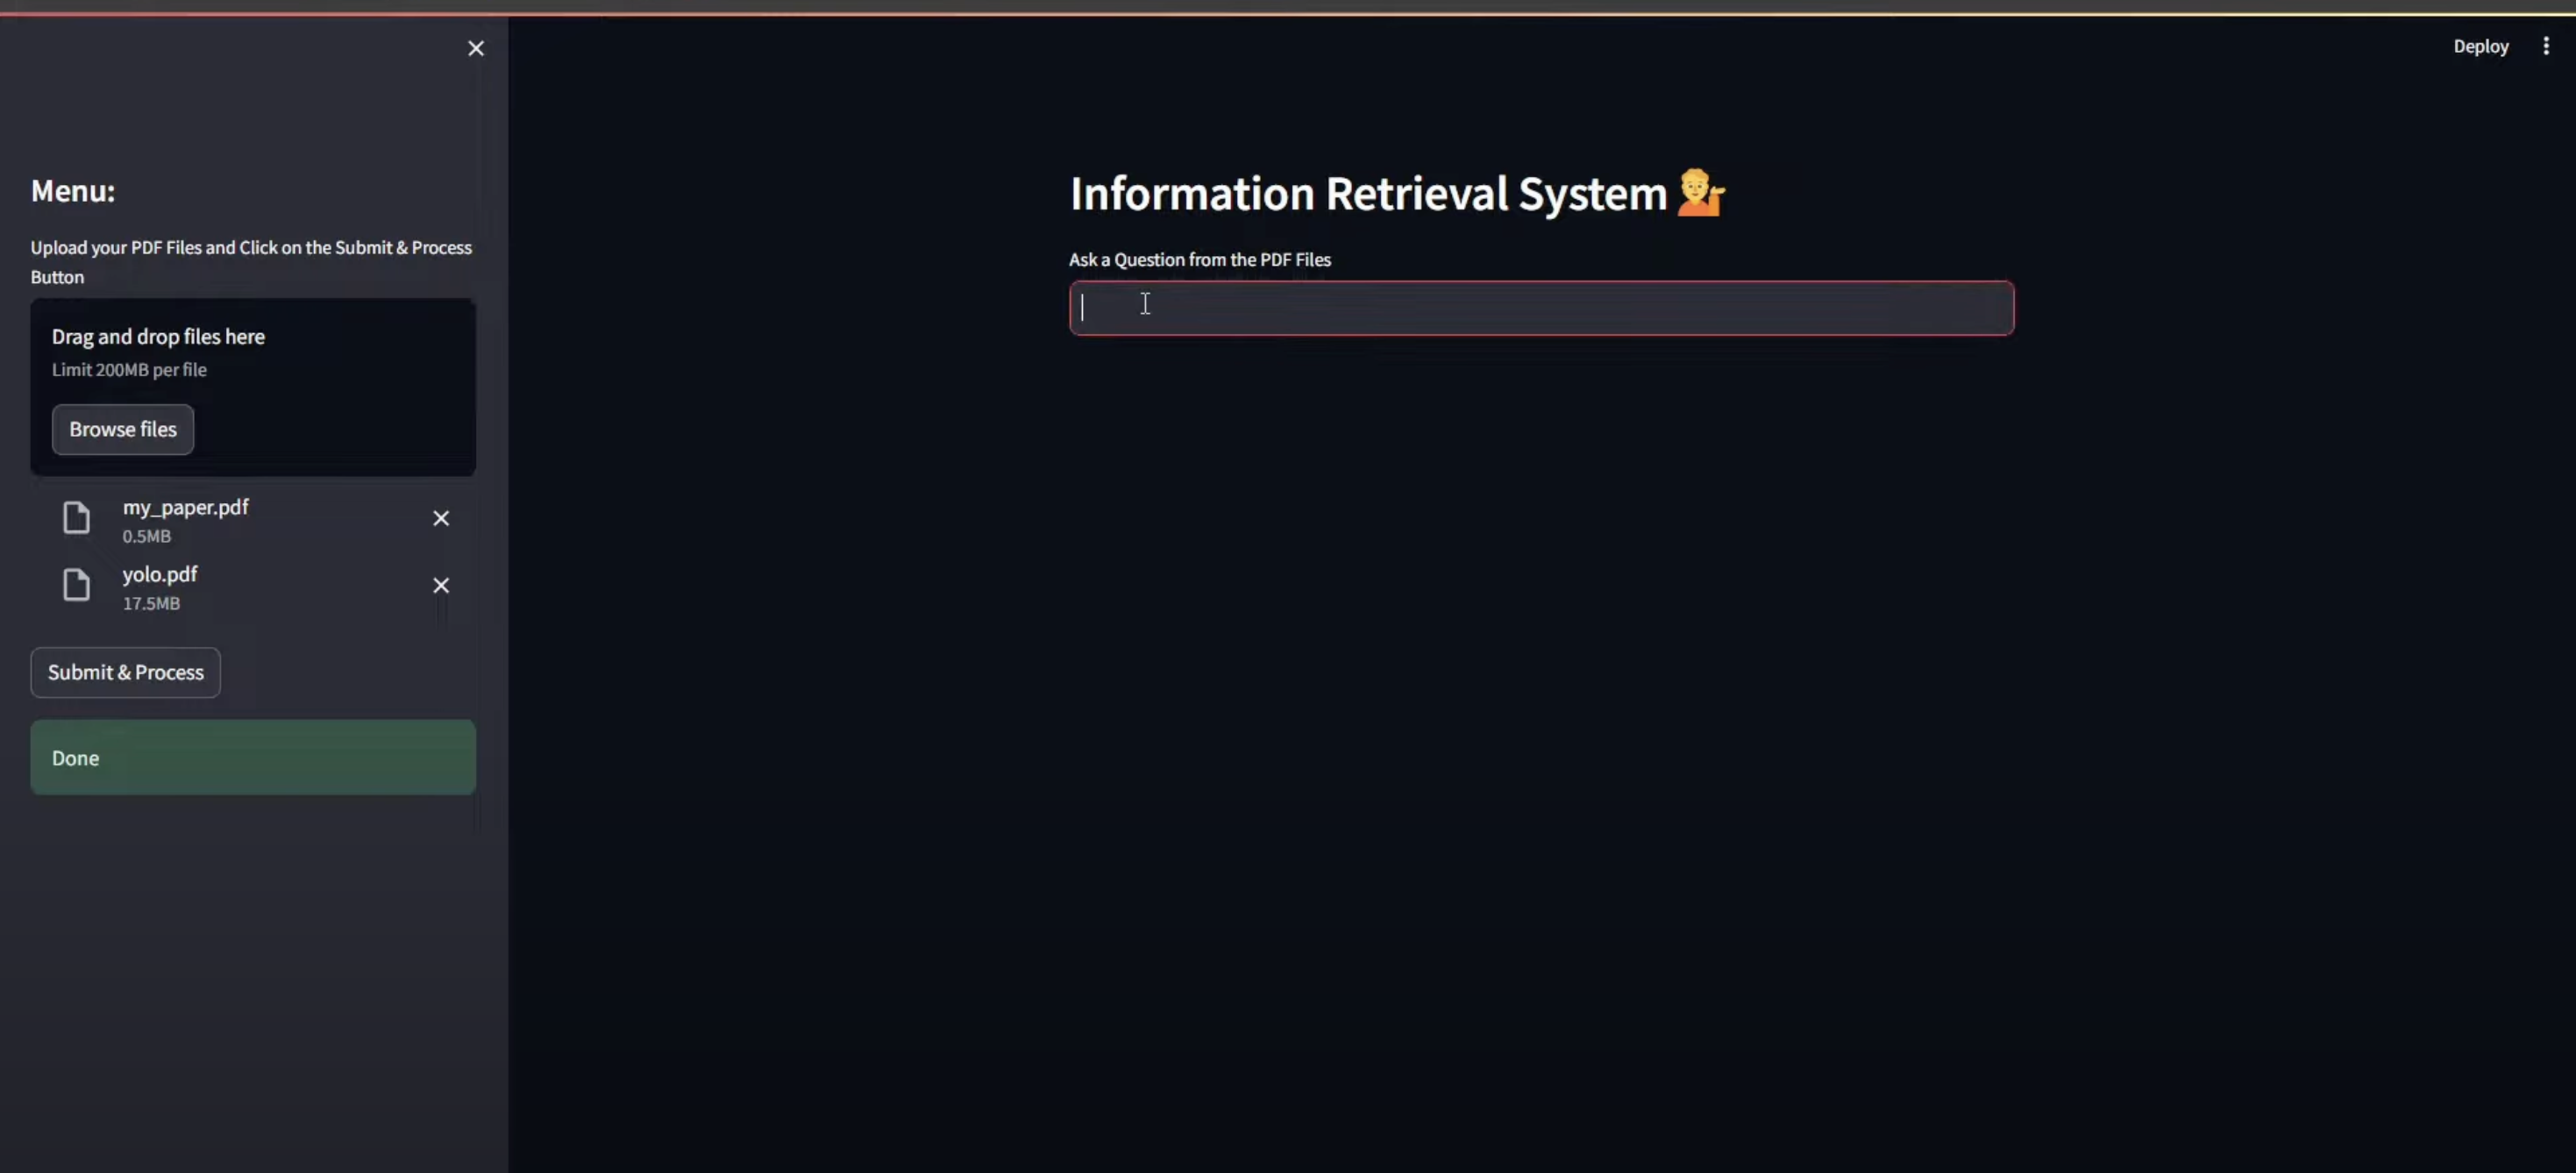 Deploy
Menu:
Upload your PDF Files and Click on the Submit & Process
Button
Drag and drop files here
Limit 200MB per file
Browse files
my_paper.pdf
0.5MB
yolo.pdf
17.5MB
Submit & Process
Done
Information Retrieval System 💁
Ask a Question from the PDF Files